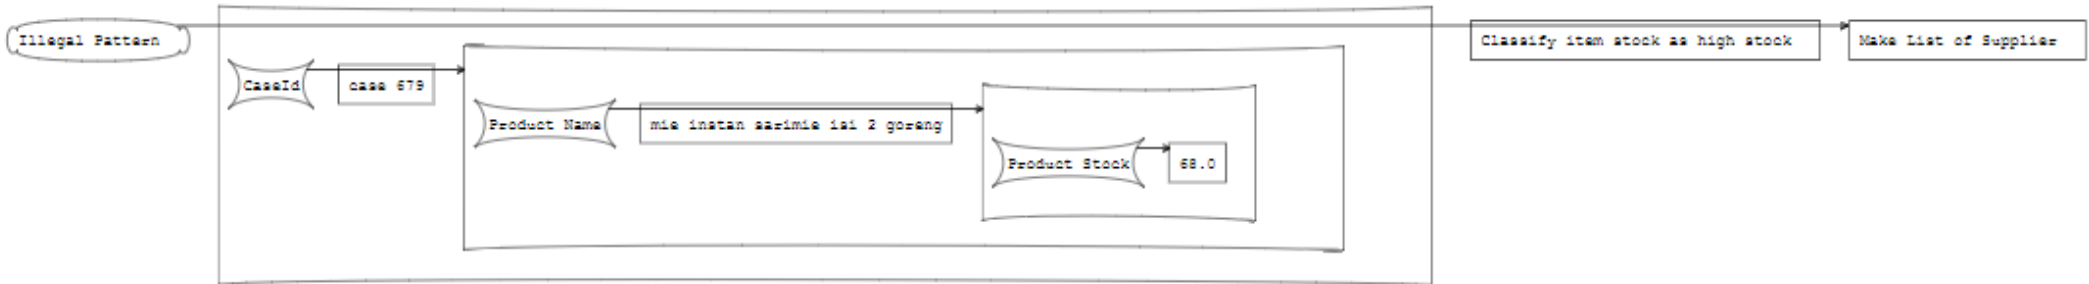 Illegal Pattern
Classify item stock as high stock
Make List of Supplier
CaseId
case 679
Product Name
mie instan sarimie isi 2 goreng
Product Stock
68.0